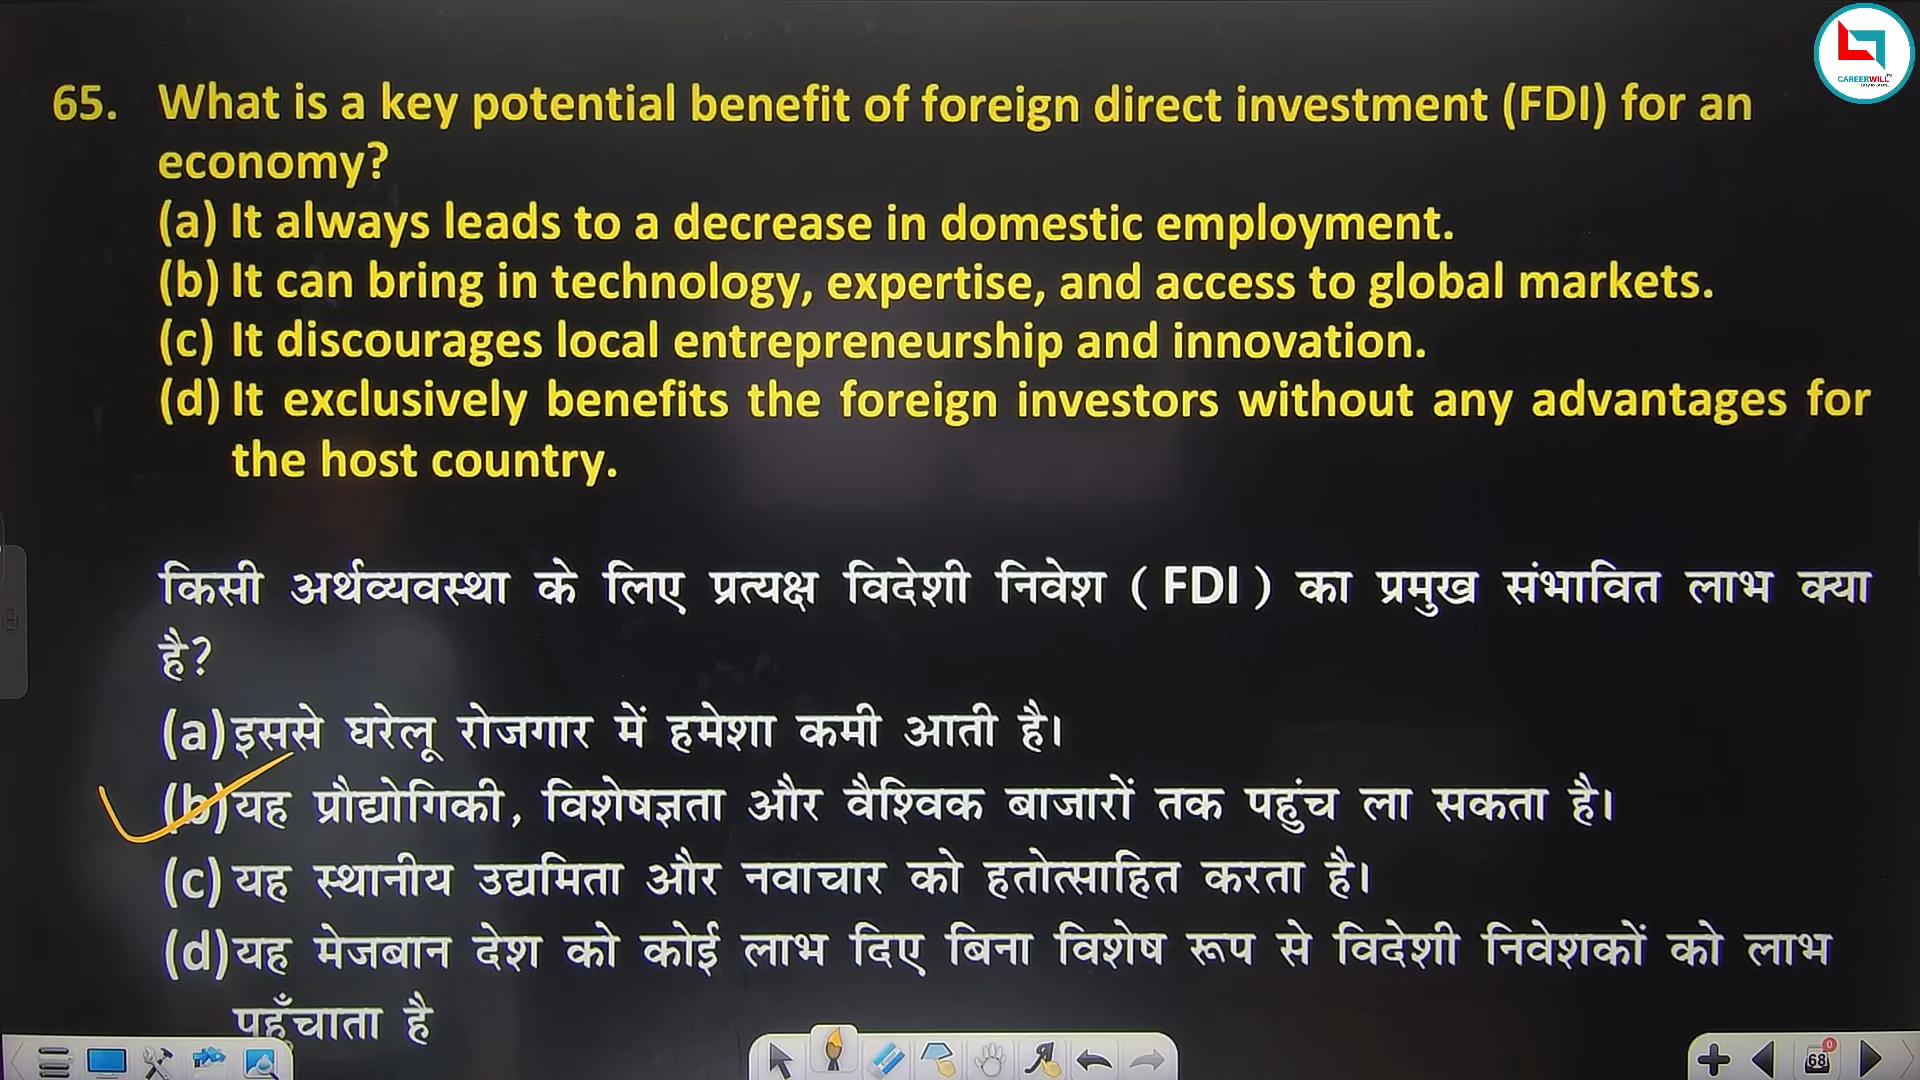 CAREERWILL
65. What is a key potential benefit of foreign direct investment (FDI) for an
economy?
(a) It always leads to a decrease in domestic employment.
(b) It can bring in technology, expertise, and access to global markets.
(c) It discourages local entrepreneurship and innovation.
(d) It exclusively benefits the foreign investors without any advantages for
the host country.
किसी अर्थव्यवस्था के लिए प्रत्यक्ष विदेशी निवेश ( FDI ) का प्रमुख संभावित लाभ क्या
है?
(a) इससे घरेलू रोजगार में हमेशा कमी आती है।
(b) यह प्रौद्योगिकी, विशेषज्ञता और वैश्विक बाजारों तक पहुंच ला सकता है।
(c) यह स्थानीय उद्यमिता और नवाचार को हतोत्साहित करता है।
(d) यह मेजबान देश को कोई लाभ दिए बिना विशेष रूप से विदेशी निवेशकों को लाभ
पहुँचाता है
0
68